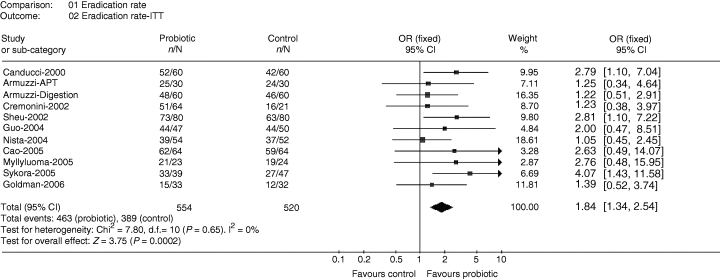 Comparison: 01 Eradication rate
Outcome: 02 Eradication rate-ITT
Study or sub-category Probiotic n/N Control n/N OR (fixed) 95% CI Weight % OR (fixed) 95% CI
Canducci-2000 52/60 42/60 9.95 2.79 [1.10, 7.04]
Armuzzi-APT 25/30 24/30 7.11 1.25 [0.34, 4.64]
Armuzzi-Digestion 48/60 46/60 16.35 1.22 [0.51, 2.91]
Cremonini-2002 51/64 16/21 8.70 1.23 [0.38, 3.97]
Sheu-2002 73/80 63/80 9.80 2.81 [1.10, 7.22]
Guo-2004 44/47 44/50 4.84 2.00 [0.47, 8.51]
Nista-2004 39/54 37/52 18.61 1.05 [0.45, 2.45]
Cao-2005 62/64 59/64 3.28 2.63 [0.49, 14.07]
Myllyluoma-2005 21/23 19/24 2.87 2.76 [0.48, 15.95]
Sykora-2005 33/39 27/47 6.69 4.07 [1.43, 11.58]
Goldman-2006 15/33 12/32 11.81 1.39 [0.52, 3.74]
Total (95% CI) 554 520 100.00 1.84 [1.34, 2.54]
Total events: 463 (probiotic), 389 (control)
Test for heterogeneity: Chi² = 7.80, d.f.= 10 (P = 0.65). I² = 0%
Test for overall effect: Z = 3.75 (P = 0.0002)
0.1 0.2 0.5 1 2 5 10
Favours control Favours probiotic